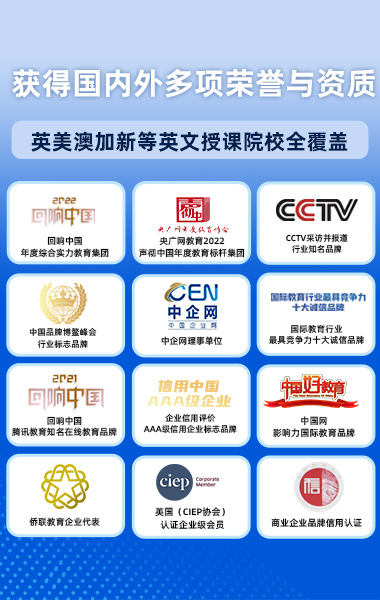 获得国内外多项荣誉与资质
英美澳加新等英文授课院校全覆盖
2022
回响中国
回响中国
年度综合实力教育集团
央广网年度教育峰会
央广网教育2022
声彻中国年度教育标杆集团
CCTV
CCTV采访并报道
行业知名品牌
中国品牌博鳌峰会
行业标志品牌
CEN
中企网
中国企业网
中企网理事单位
国际教育行业最具竞争力
十大诚信品牌
国际教育行业
最具竞争力十大诚信品牌
2021
回响中国
回响中国
腾讯教育知名在线教育品牌
信用中国
AAA级企业
企业信用评价
AAA级信用企业标志品牌
中国好教育
中国网
影响力国际教育品牌
侨联教育企业代表
ciep
Corporate
Member
英国（CIEP协会）
认证企业级会员
信
商业企业品牌信用认证